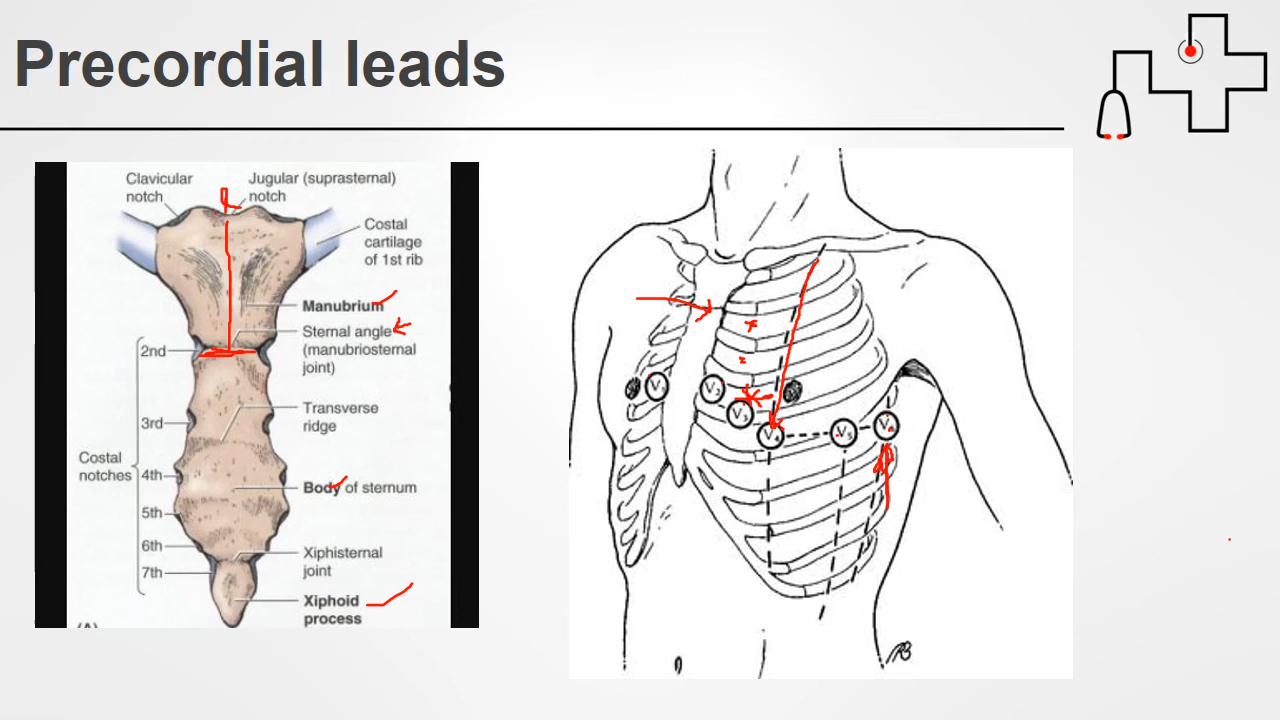 Precordial leads
Clavicular
notch
Jugular (suprasternal)
notch
Costal
cartilage
of 1st rib
Manubrium
Sternal angle
(manubriosternal
joint)
2nd
Transverse
ridge
3rd
Costal
notches
4th
Body of sternum
5th
6th
Xiphisternal
joint
7th
Xiphoid
process
V₂
V₃
V₄
V₅
V₆